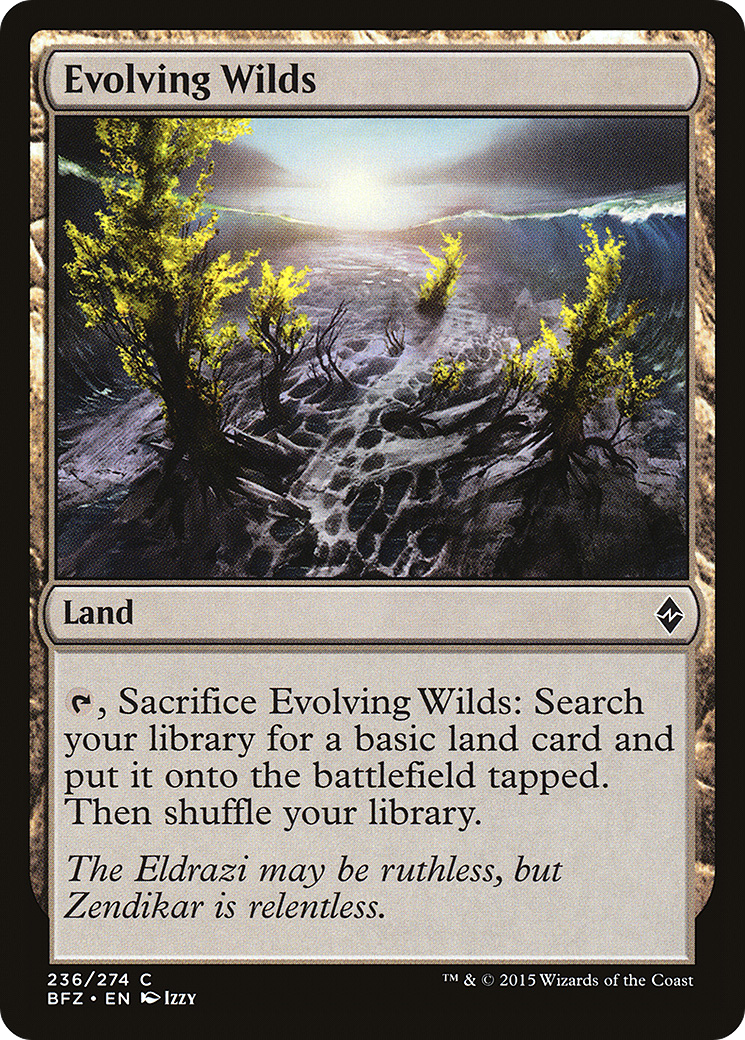 Evolving Wilds
Land
, Sacrifice Evolving Wilds: Search
your library for a basic land card and
put it onto the battlefield tapped.
Then shuffle your library.
The Eldrazi may be ruthless, but
Zendikar is relentless.
236/274 C
™ & © 2015 Wizards of the Coast
BFZ • EN Izzy